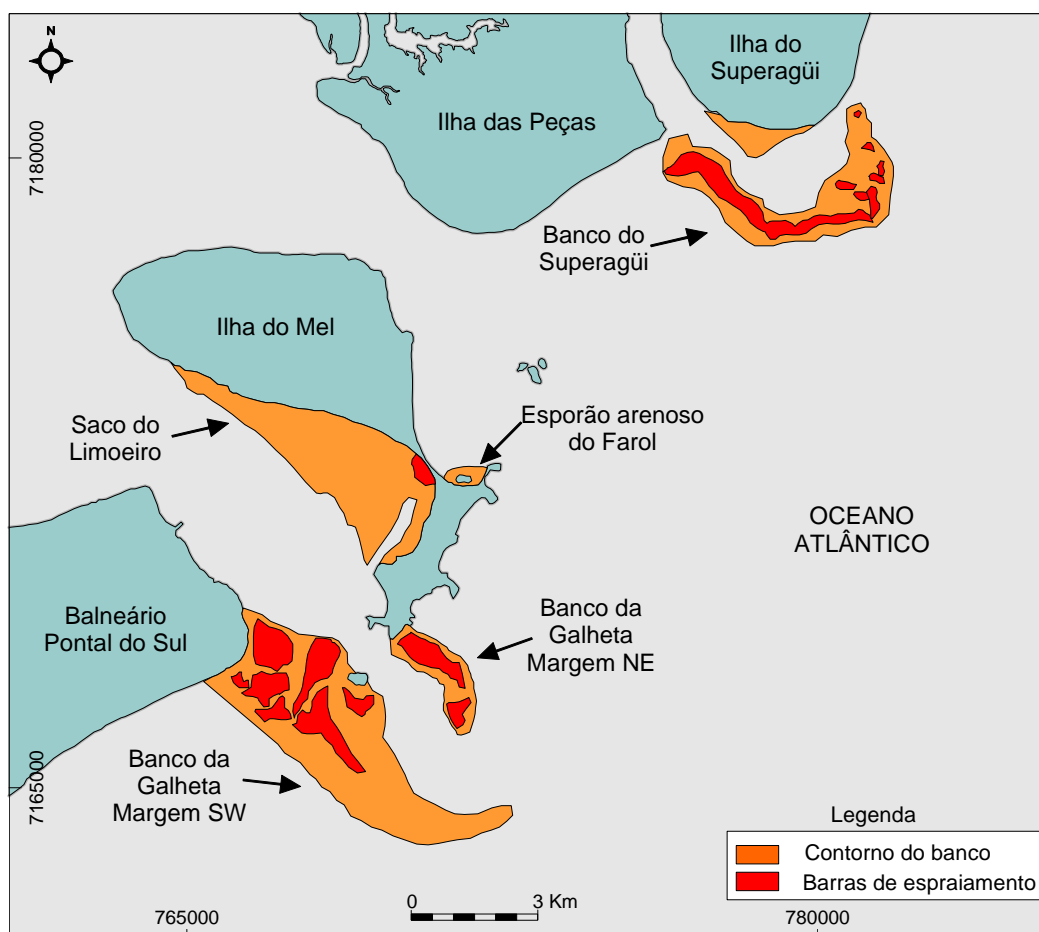 N
Ilha do
Superagüi
Ilha das Peças
7180000
Banco do
Superagüi
Ilha do Mel
Saco do
Limoeiro
Esporão arenoso
do Farol
OCEANO
ATLÂNTICO
Balneário
Pontal do Sul
Banco da
Galheta
Margem NE
Banco da
Galheta
Margem SW
7165000
Legenda
Contorno do banco
Barras de espraiamento
0 3 Km
765000
780000